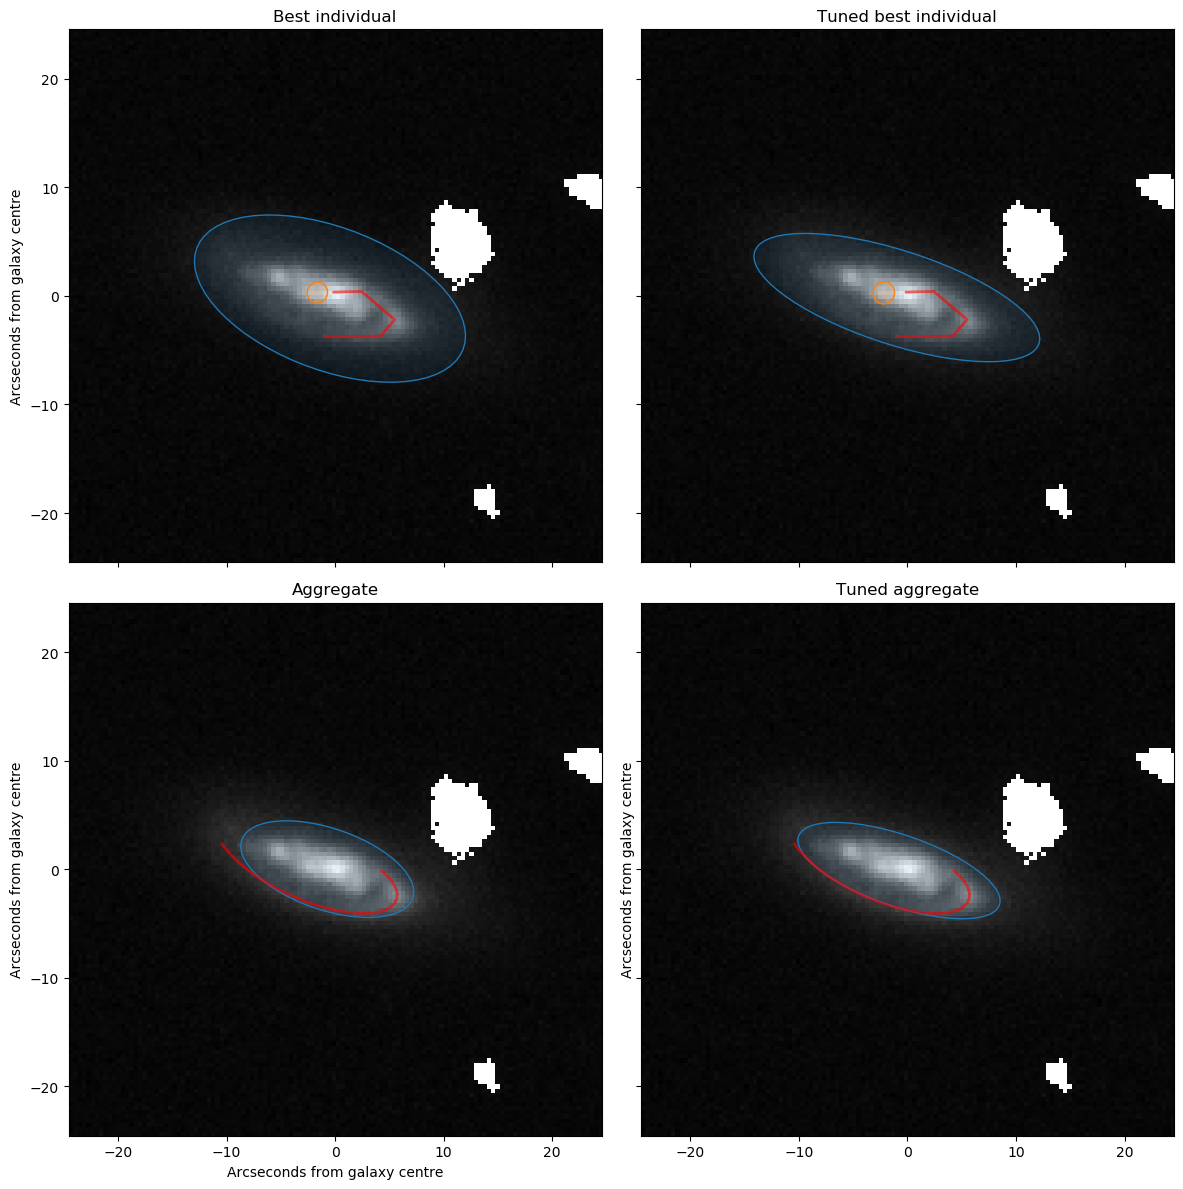 Best individual
Tuned best individual
20
10
0
−10
−20
Arcseconds from galaxy centre
Aggregate
Tuned aggregate
20
10
0
−10
−20
Arcseconds from galaxy centre
Arcseconds from galaxy centre
−20 −10 0 10 20
−20 −10 0 10 20
Arcseconds from galaxy centre